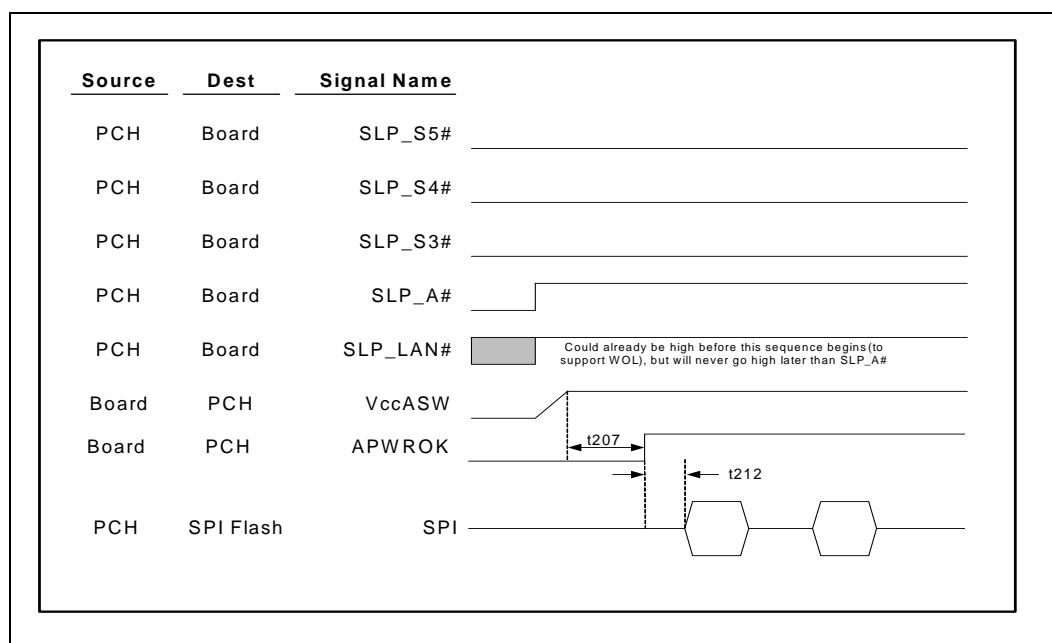 Source Dest Signal Name
PCH Board SLP_S5#
PCH Board SLP_S4#
PCH Board SLP_S3#
PCH Board SLP_A#
PCH Board SLP_LAN# Could already be high before this sequence begins(to
support WOL), but will never go high later than SLP_A#
Board PCH VccASW
Board PCH APWROK t207
t212
PCH SPI Flash SPI